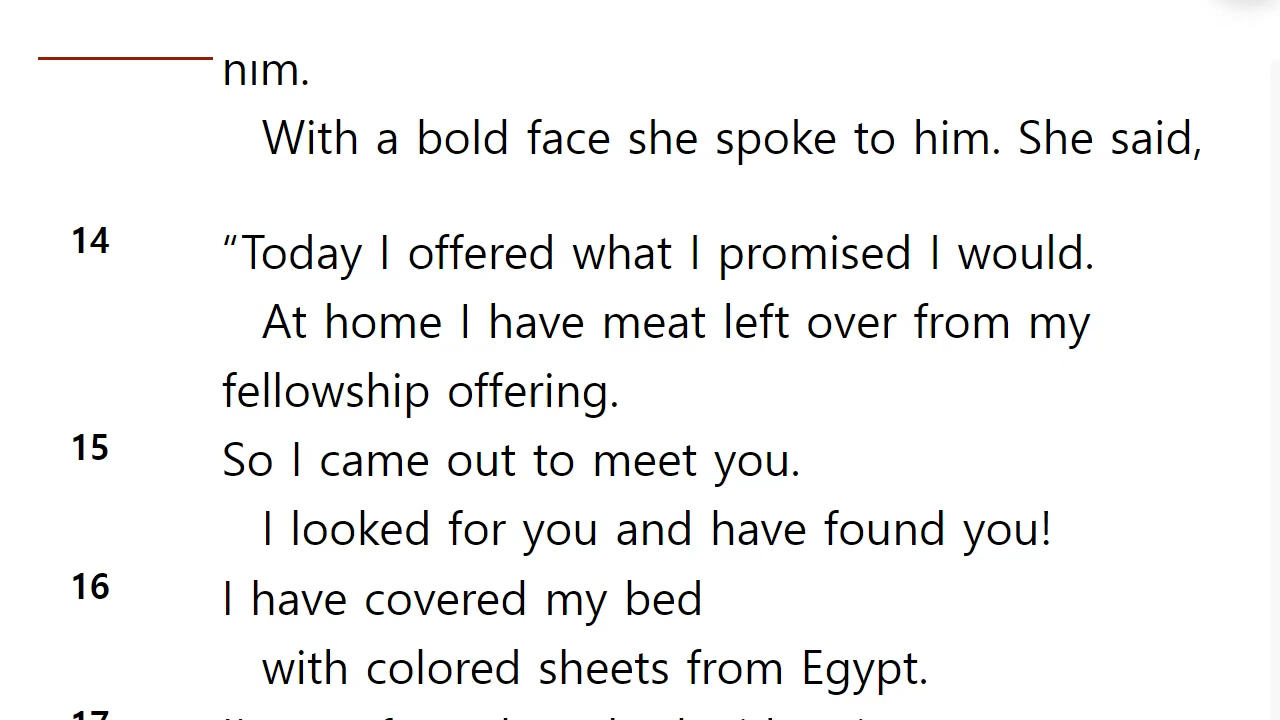 him.
With a bold face she spoke to him. She said,
14 “Today I offered what I promised I would.
At home I have meat left over from my
fellowship offering.
15 So I came out to meet you.
I looked for you and have found you!
16 I have covered my bed
with colored sheets from Egypt.
17